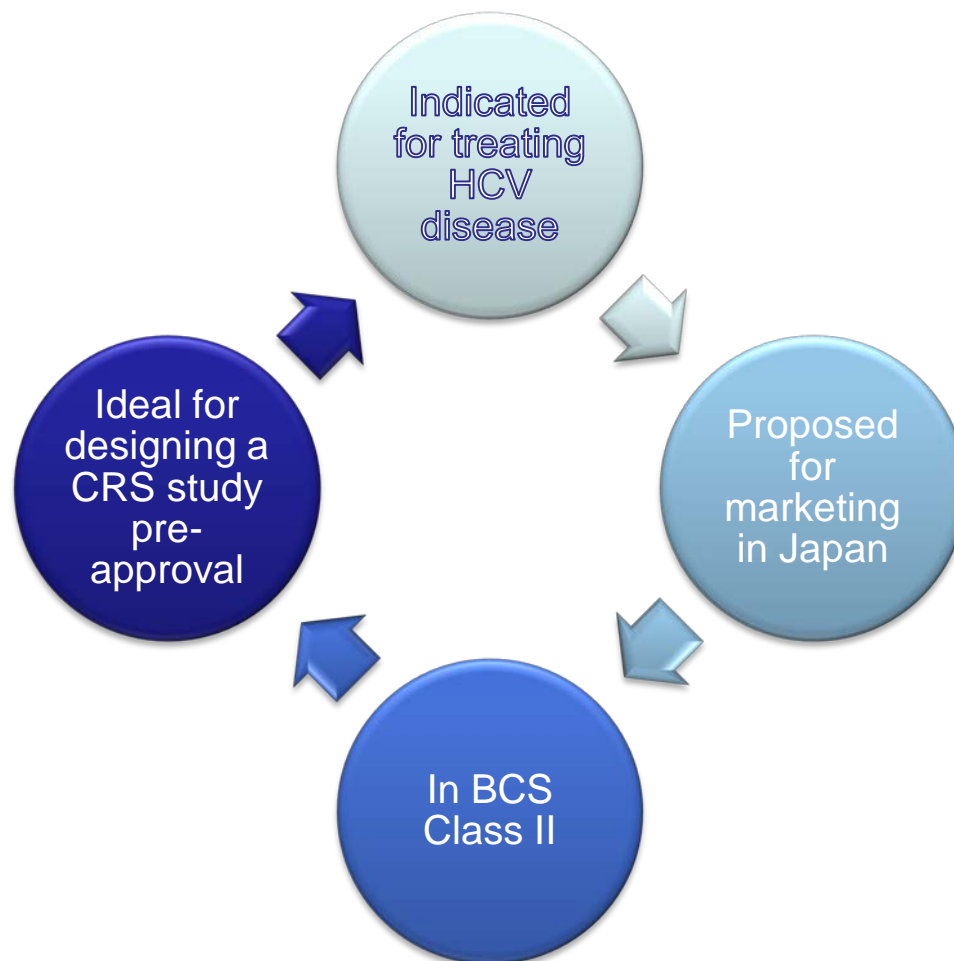 Indicated
for treating
HCV
disease
Proposed
for
marketing
in Japan
In BCS
Class II
Ideal for
designing a
CRS study
pre-
approval